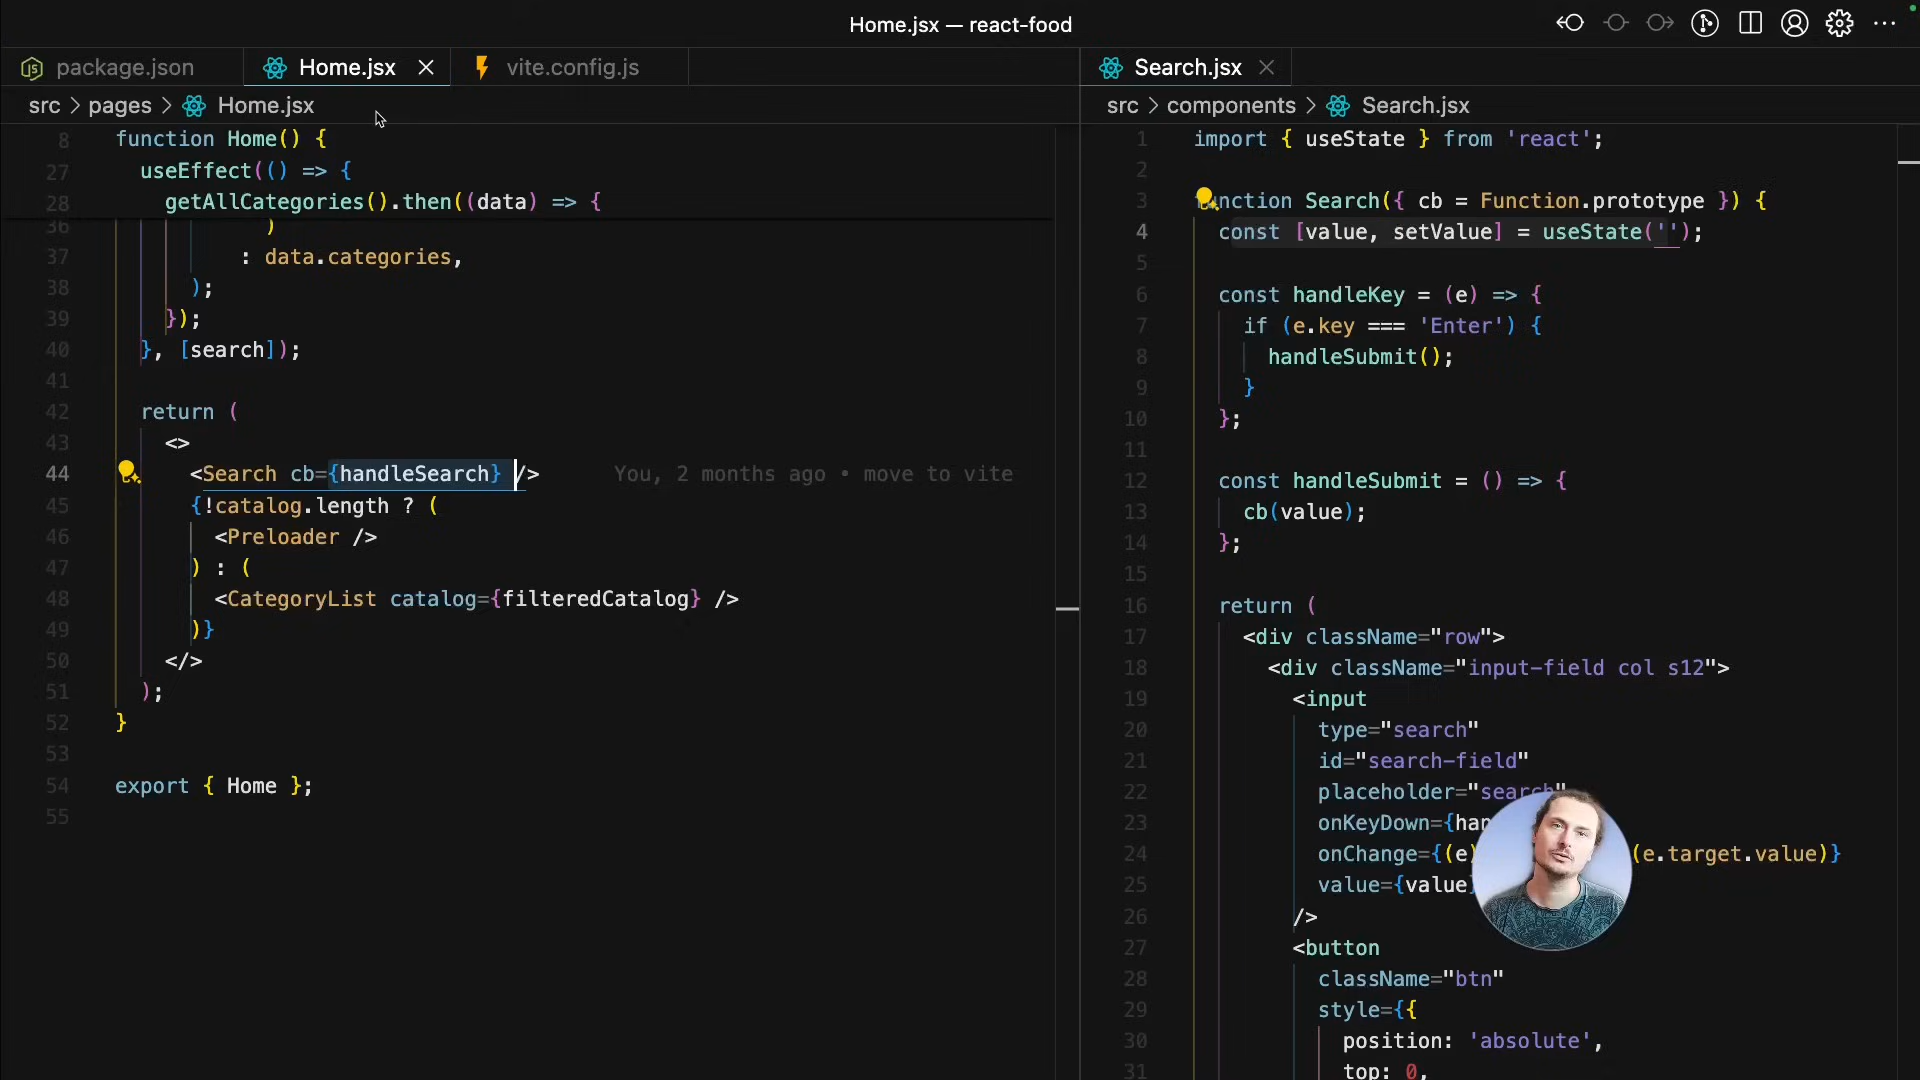 Home.jsx — react-food
package.json
Home.jsx
vite.config.js
src > pages > Home.jsx
8 function Home() {
27 useEffect(() => {
28 getAllCategories().then((data) => {
36 )
37 : data.categories,
38 );
39 });
40 }, [search]);
41
42 return (
43 <>
44 <Search cb={handleSearch} /> You, 2 months ago • move to vite
45 {!catalog.length ? (
46 <Preloader />
47 ) : (
48 <CategoryList catalog={filteredCatalog} />
49 )}
50 </>
51 );
52 }
53
54 export { Home };
55
Search.jsx
src > components > Search.jsx
1 import { useState } from 'react';
2
3 unction Search({ cb = Function.prototype }) {
4 const [value, setValue] = useState('');
5
6 const handleKey = (e) => {
7 if (e.key === 'Enter') {
8 handleSubmit();
9 }
10 };
11
12 const handleSubmit = () => {
13 cb(value);
14 };
15
16 return (
17 <div className="row">
18 <div className="input-field col s12">
19 <input
20 type="search"
21 id="search-field"
22 placeholder="search"
23 onKeyDown={han
24 onChange={(e) (e.target.value)}
25 value={value}
26 />
27 <button
28 className="btn"
29 style={{
30 position: 'absolute',
31 top: 0,